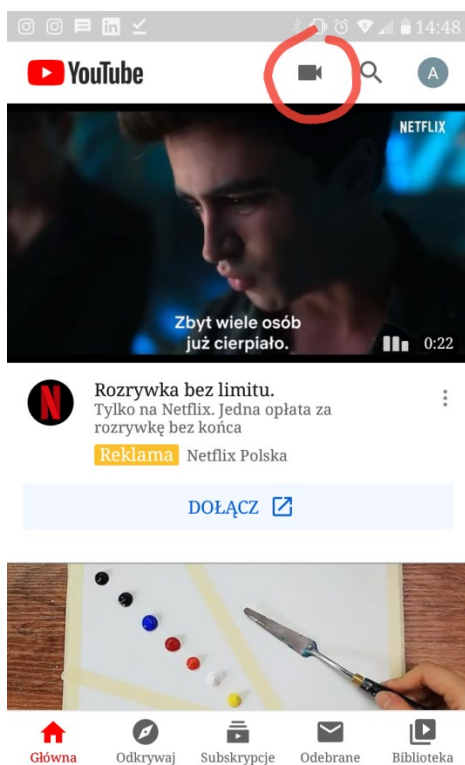 14:48
YouTube
A
NETFLIX
Zbyt wiele osób
już cierpiało.
0:22
N
Rozrywka bez limitu.
Tylko na Netflix. Jedna opłata za
rozrywkę bez końca
Reklama Netflix Polska
DOŁĄCZ
Główna Odkrywaj Subskrypcje Odebrane Biblioteka